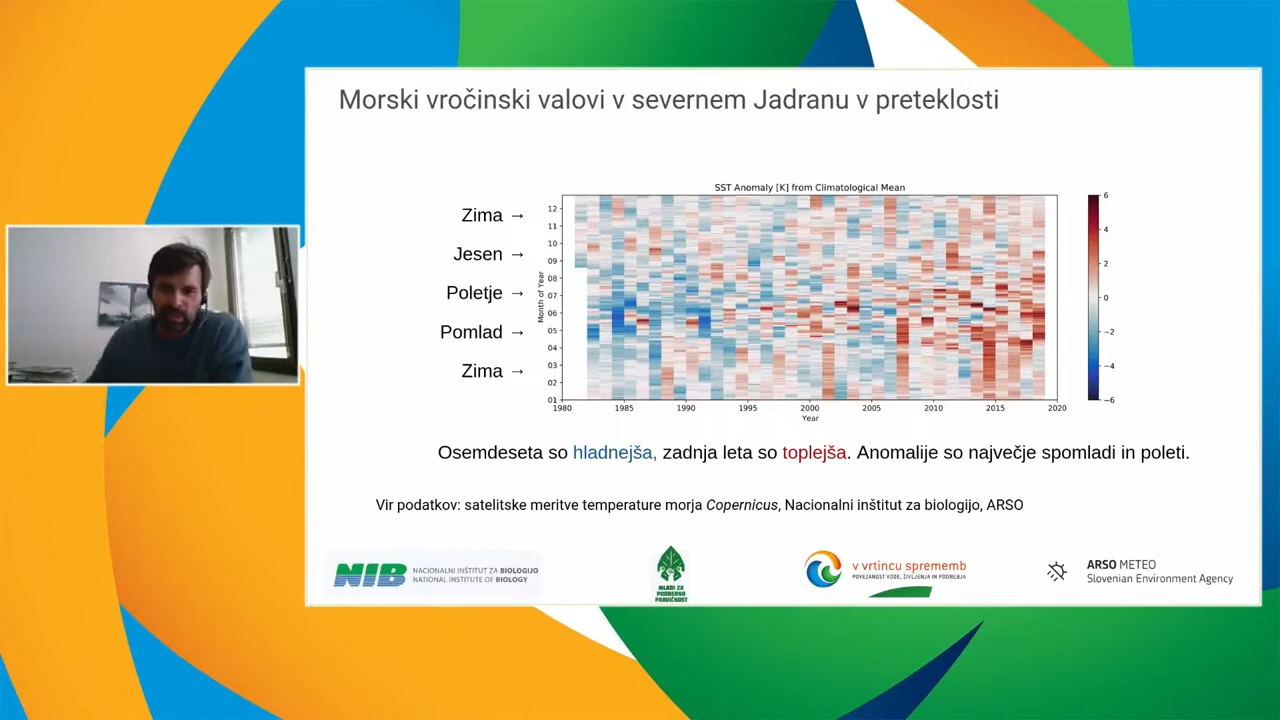 Morski vročinski valovi v severnem Jadranu v preteklosti
SST Anomaly [K] from Climatological Mean
Zima →
Jesen →
Poletje →
Pomlad →
Zima →
Month of Year
12
11
10
09
08
07
06
05
04
03
02
01
1980 1985 1990 1995 2000 2005 2010 2015 2020
Year
6
4
2
0
−2
−4
−6
Osemdeseta so hladnejša, zadnja leta so toplejša. Anomalije so največje spomladi in poleti.
Vir podatkov: satelitske meritve temperature morja Copernicus, Nacionalni inštitut za biologijo, ARSO
NIB
NACIONALNI INŠTITUT ZA BIOLOGIJO
NATIONAL INSTITUTE OF BIOLOGY
MLADI ZA
PODNEBNO
PRAVIČNOST
v vrtincu sprememb
POVEZANOST VODE, ŽIVLJENJA IN PODNEBJA
ARSO METEO
Slovenian Environment Agency